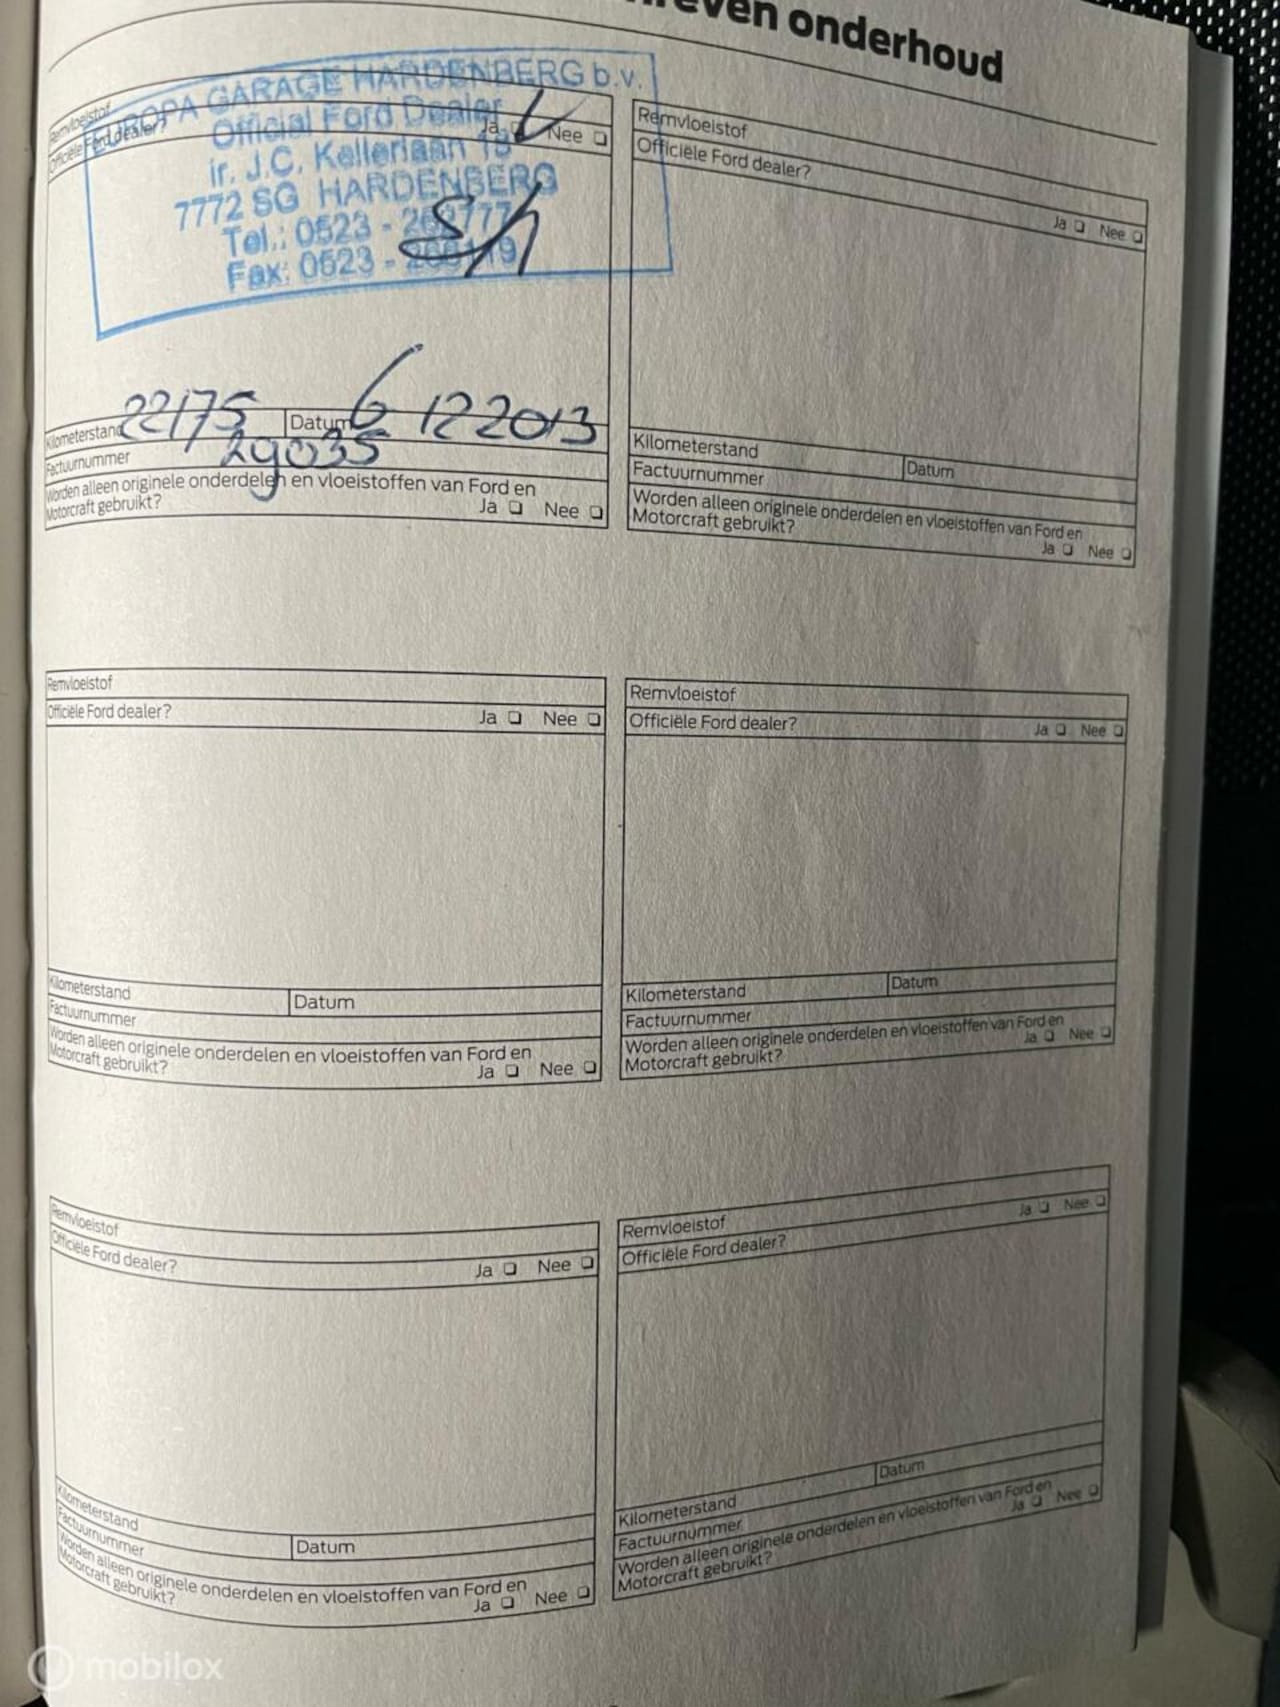 onderhoud
Remvloeistof
EUROPA GARAGE HARDENBERG b.v.
Officiële Ford dealer? Ja Nee
Official Ford Dealer
ir. J.C. Kellerlaan 18
7772 SG HARDENBERG
Tel.: 0523 -
Fax: 0523 -
Kilometerstand 22175 Datum 6 12 2013
Factuurnummer 29035
Worden alleen originele onderdelen en vloeistoffen van Ford en
Motorcraft gebruikt? Ja Nee
Remvloeistof
Officiële Ford dealer?
Ja Nee
Kilometerstand Datum
Factuurnummer
Worden alleen originele onderdelen en vloeistoffen van Ford en
Motorcraft gebruikt? Ja Nee
Remvloeistof
Officiële Ford dealer? Ja Nee
Kilometerstand Datum
Factuurnummer
Worden alleen originele onderdelen en vloeistoffen van Ford en
Motorcraft gebruikt? Ja Nee
Remvloeistof
Officiële Ford dealer? Ja Nee
Kilometerstand Datum
Factuurnummer
Worden alleen originele onderdelen en vloeistoffen van Ford en
Motorcraft gebruikt? Ja Nee
Remvloeistof
Officiële Ford dealer? Ja Nee
Kilometerstand Datum
Factuurnummer
Worden alleen originele onderdelen en vloeistoffen van Ford en
Motorcraft gebruikt? Ja Nee
Remvloeistof
Officiële Ford dealer? Ja Nee
Kilometerstand Datum
Factuurnummer
Worden alleen originele onderdelen en vloeistoffen van Ford en
Motorcraft gebruikt? Ja Nee
mobilox